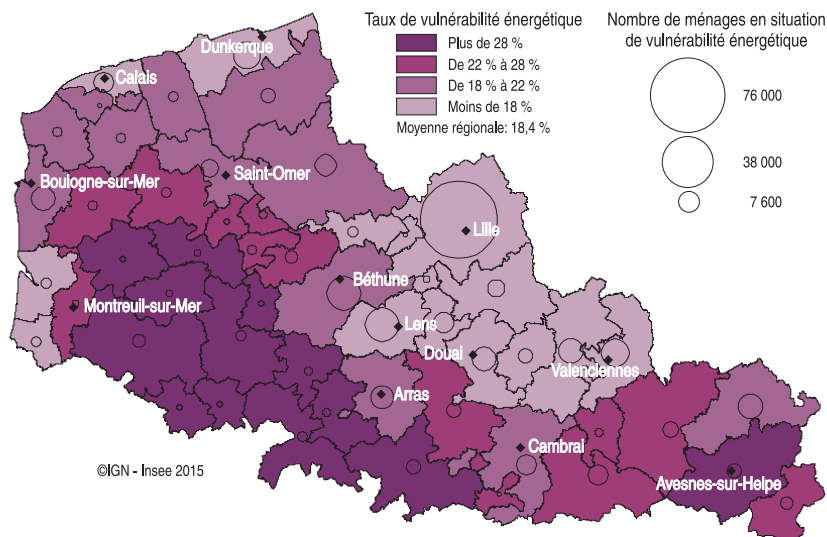 Taux de vulnérabilité énergétique
Plus de 28 %
De 22 % à 28 %
De 18 % à 22 %
Moins de 18 %
Moyenne régionale: 18,4 %
Nombre de ménages en situation
de vulnérabilité énergétique
76 000
38 000
7 600
Dunkerque
Calais
Saint-Omer
Boulogne-sur-Mer
Lille
Béthune
Montreuil-sur-Mer
Lens
Douai
Valenciennes
Arras
Cambrai
Avesnes-sur-Helpe
©IGN - Insee 2015